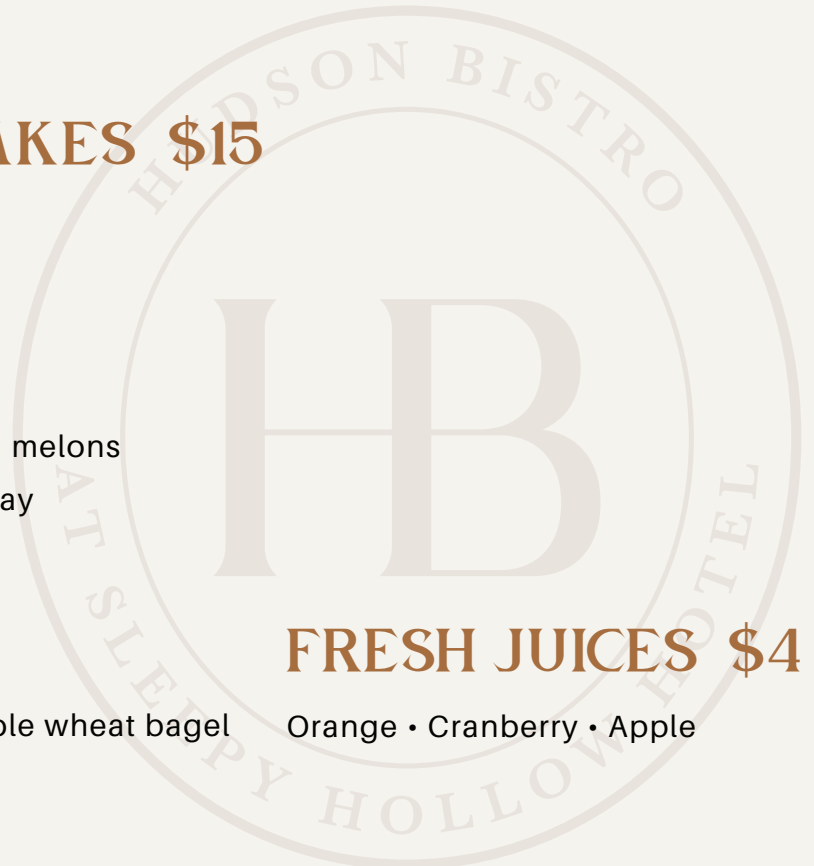 HUDSON BISTRO
AKES $15
HB
melons
ay
AT SLEEPY HOLLOW HOTEL
FRESH JUICES $4
ole wheat bagel
Orange • Cranberry • Apple